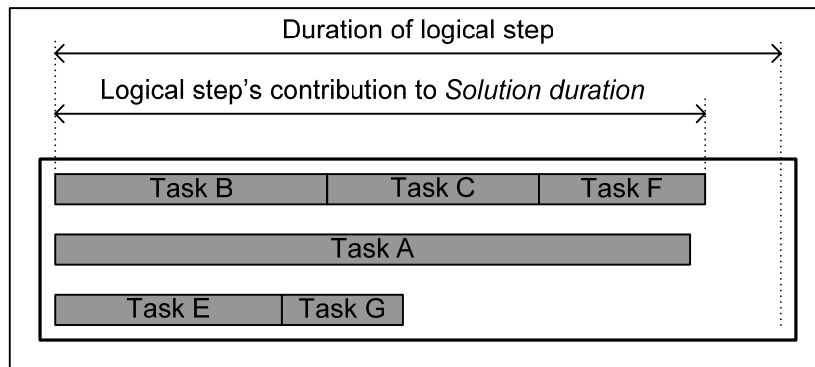 Duration of logical step
Logical step's contribution to Solution duration
Task B Task C Task F
Task A
Task E Task G